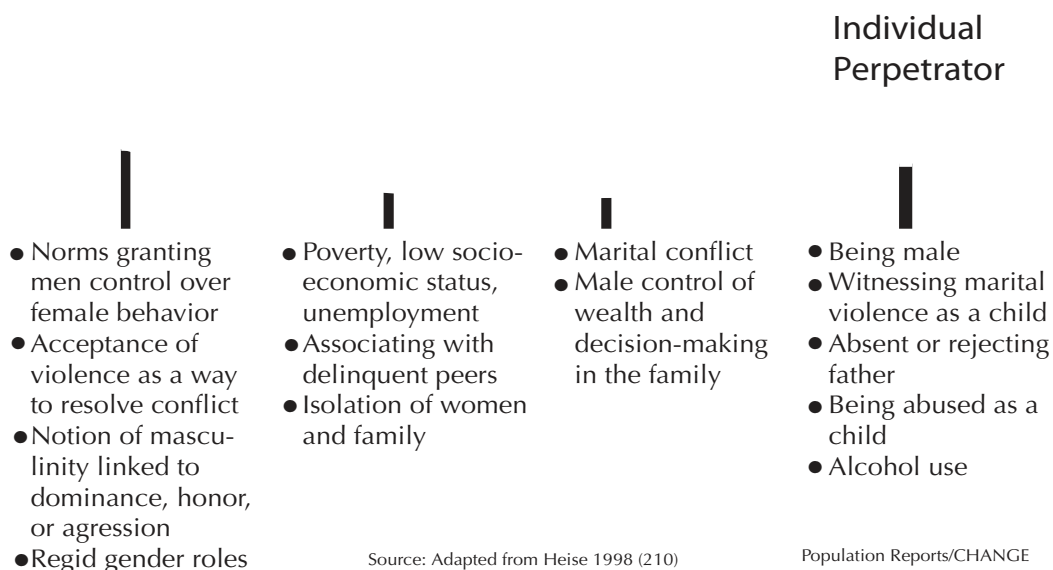 Individual
Perpetrator
● Norms granting
men control over
female behavior
● Acceptance of
violence as a way
to resolve conflict
● Notion of mascu-
linity linked to
dominance, honor,
or agression
● Regid gender roles
● Poverty, low socio-
economic status,
unemployment
● Associating with
delinquent peers
● Isolation of women
and family
● Marital conflict
● Male control of
wealth and
decision-making
in the family
● Being male
● Witnessing marital
violence as a child
● Absent or rejecting
father
● Being abused as a
child
● Alcohol use
Source: Adapted from Heise 1998 (210)
Population Reports/CHANGE